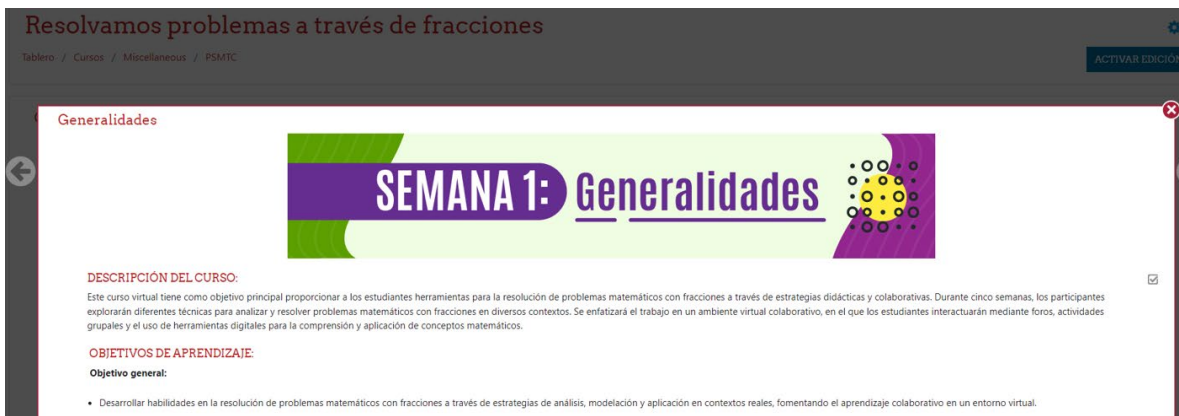 Resolvamos problemas a través de fracciones
Tablero / Cursos / Miscellaneous / PSMTC
ACTIVAR EDICIÓN
Generalidades
SEMANA 1: Generalidades
DESCRIPCIÓN DEL CURSO:
Este curso virtual tiene como objetivo principal proporcionar a los estudiantes herramientas para la resolución de problemas matemáticos con fracciones a través de estrategias didácticas y colaborativas. Durante cinco semanas, los participantes
explorarán diferentes técnicas para analizar y resolver problemas matemáticos con fracciones en diversos contextos. Se enfatizará el trabajo en un ambiente virtual colaborativo, en el que los estudiantes interactuarán mediante foros, actividades
grupales y el uso de herramientas digitales para la comprensión y aplicación de conceptos matemáticos.
OBJETIVOS DE APRENDIZAJE:
Objetivo general:
• Desarrollar habilidades en la resolución de problemas matemáticos con fracciones a través de estrategias de análisis, modelación y aplicación en contextos reales, fomentando el aprendizaje colaborativo en un entorno virtual.